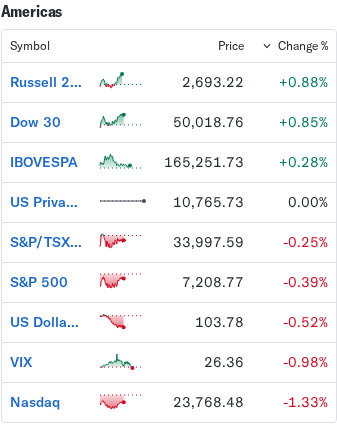 Americas
Symbol Price Change %
Russell 2... 2,693.22 +0.88%
Dow 30 50,018.76 +0.85%
IBOVESPA 165,251.73 +0.28%
US Priva... 10,765.73 0.00%
S&P/TSX... 33,997.59 -0.25%
S&P 500 7,208.77 -0.39%
US Dolla... 103.78 -0.52%
VIX 26.36 -0.98%
Nasdaq 23,768.48 -1.33%